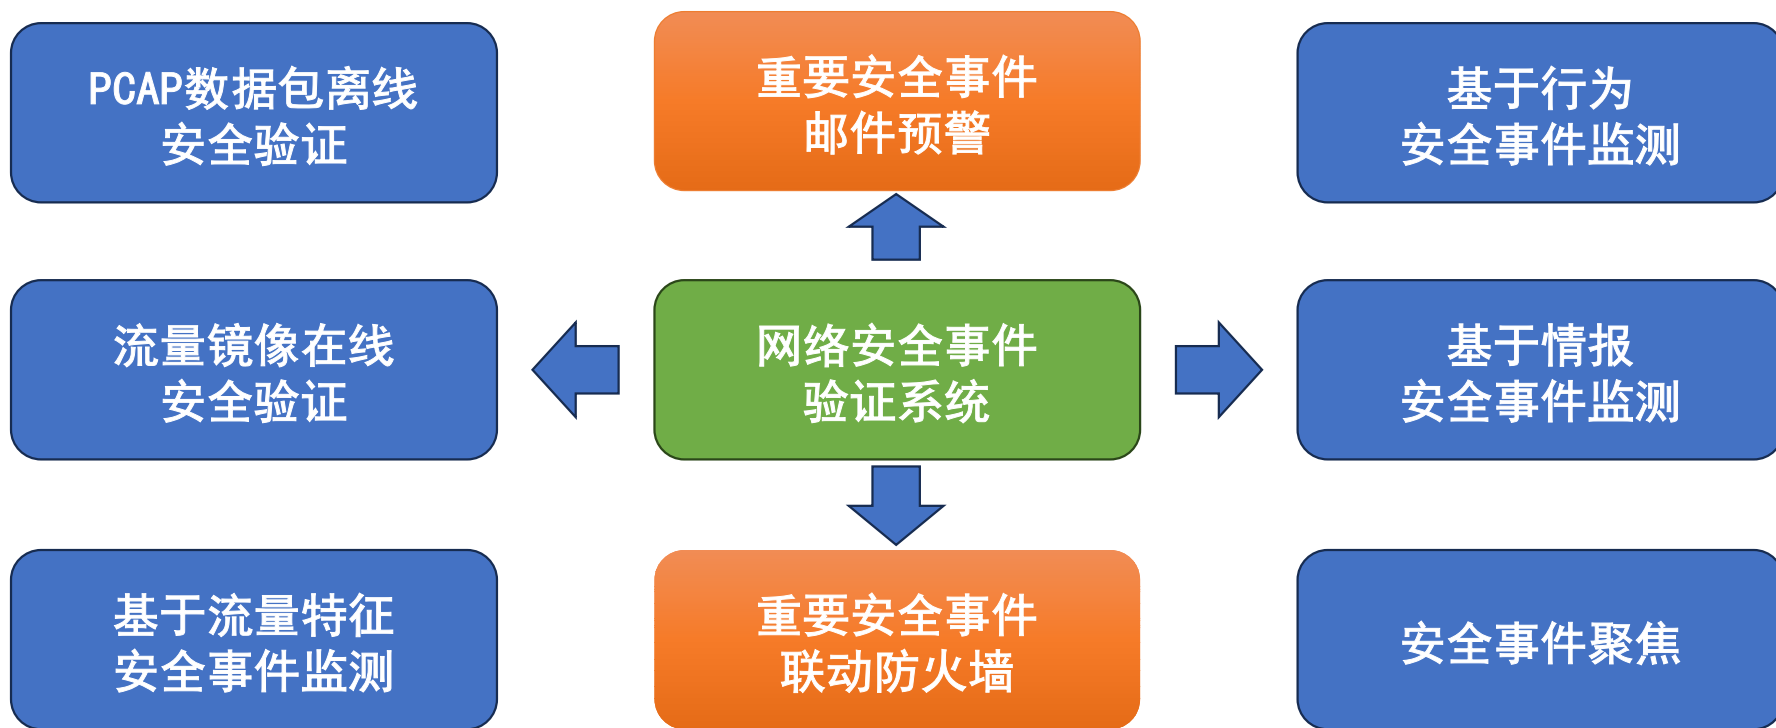 PCAP数据包离线
安全验证
重要安全事件
邮件预警
基于行为
安全事件监测
流量镜像在线
安全验证
网络安全事件
验证系统
基于情报
安全事件监测
基于流量特征
安全事件监测
重要安全事件
联动防火墙
安全事件聚焦